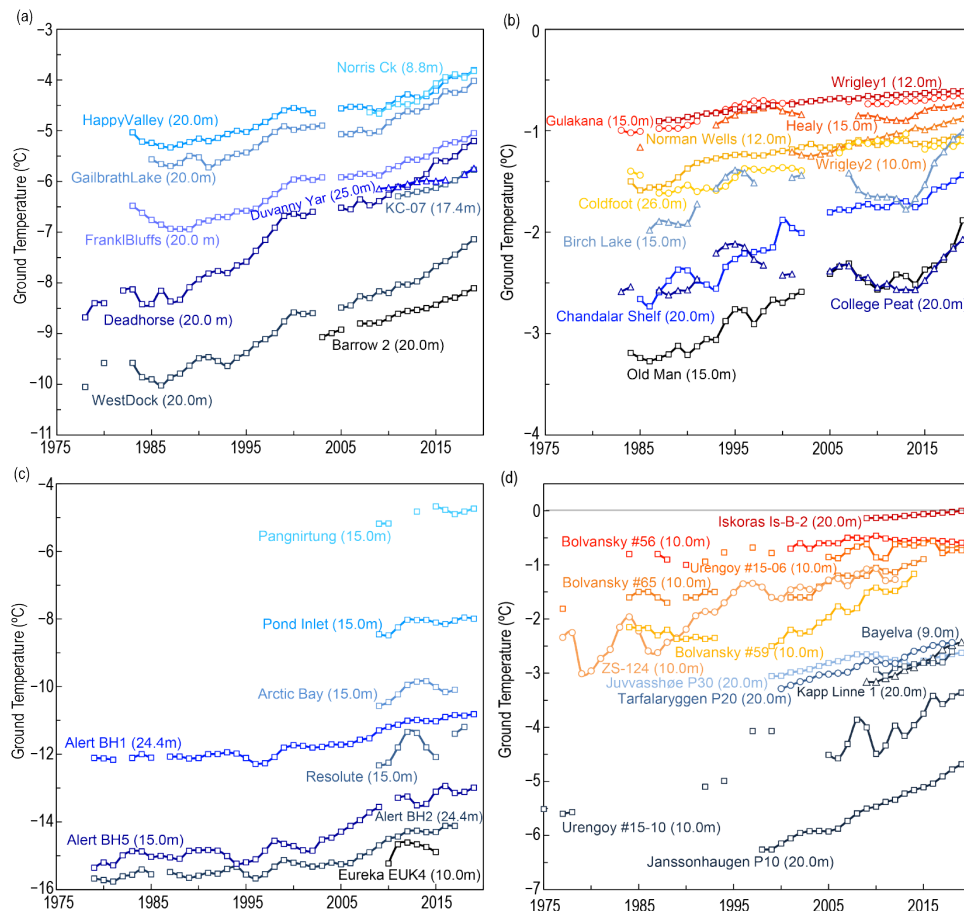 (a)
Ground Temperature (ºC)
−3
−4
−5
−6
−7
−8
−9
−10
−11
Norris Ck (8.8m)
HappyValley (20.0m)
GailbrathLake (20.0m)
Duvanny Yar (25.0m)
KC-07 (17.4m)
FranklBluffs (20.0 m)
Deadhorse (20.0 m)
Barrow 2 (20.0m)
WestDock (20.0m)
1975 1985 1995 2005 2015
(b)
Ground Temperature (ºC)
0
−1
−2
−3
−4
Wrigley1 (12.0m)
Gulakana (15.0m)
Healy (15.0m)
Norman Wells (12.0m)
Wrigley2 (10.0m)
Coldfoot (26.0m)
Birch Lake (15.0m)
College Peat (20.0m)
Chandalar Shelf (20.0m)
Old Man (15.0m)
1975 1985 1995 2005 2015
(c)
Ground Temperature (ºC)
−4
−6
−8
−10
−12
−14
−16
Pangnirtung (15.0m)
Pond Inlet (15.0m)
Arctic Bay (15.0m)
Alert BH1 (24.4m)
Resolute (15.0m)
Alert BH2 (24.4m)
Alert BH5 (15.0m)
Eureka EUK4 (10.0m)
1975 1985 1995 2005 2015
(d)
Ground Temperature (ºC)
0
-1
-2
-3
-4
-5
-6
-7
Iskoras Is-B-2 (20.0m)
Bolvansky #56 (10.0m)
Urengoy #15-06 (10.0m)
Bolvansky #65 (10.0m)
Bayelva (9.0m)
Bolvansky #59 (10.0m)
ZS-124 (10.0m)
Juvvasshøe P30 (20.0m)
Kapp Linne 1 (20.0m)
Tarfalaryggen P20 (20.0m)
Urengoy #15-10 (10.0m)
Janssonhaugen P10 (20.0m)
1975 1985 1995 2005 2015